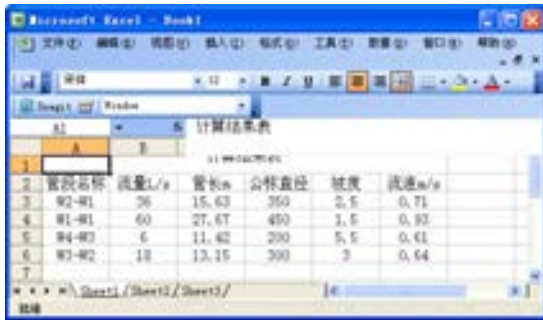 Microsoft Excel - Book1
文件(F) 编辑(E) 视图(V) 插入(I) 格式(O) 工具(T) 数据(D) 窗口(W) 帮助(H)
宋体 12 B I U
SnagIt Window
A1 计算结果表
A B
1
2 管段名称 流量L/s 管长m 公称直径 坡度 流速m/s
3 W2-W1 36 15.63 350 2.5 0.71
4 W1-W1 60 27.67 450 1.5 0.93
5 W4-W3 6 11.42 200 5.5 0.61
6 W3-W2 18 13.15 300 3 0.64
7
Sheet1 Sheet2 Sheet3
就绪